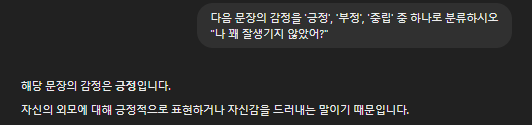 다음 문장의 감정을 '긍정', '부정', '중립' 중 하나로 분류하시오
"나 꽤 잘생기지 않았어?"
해당 문장의 감정은 긍정입니다.
자신의 외모에 대해 긍정적으로 표현하거나 자신감을 드러내는 말이기 때문입니다.